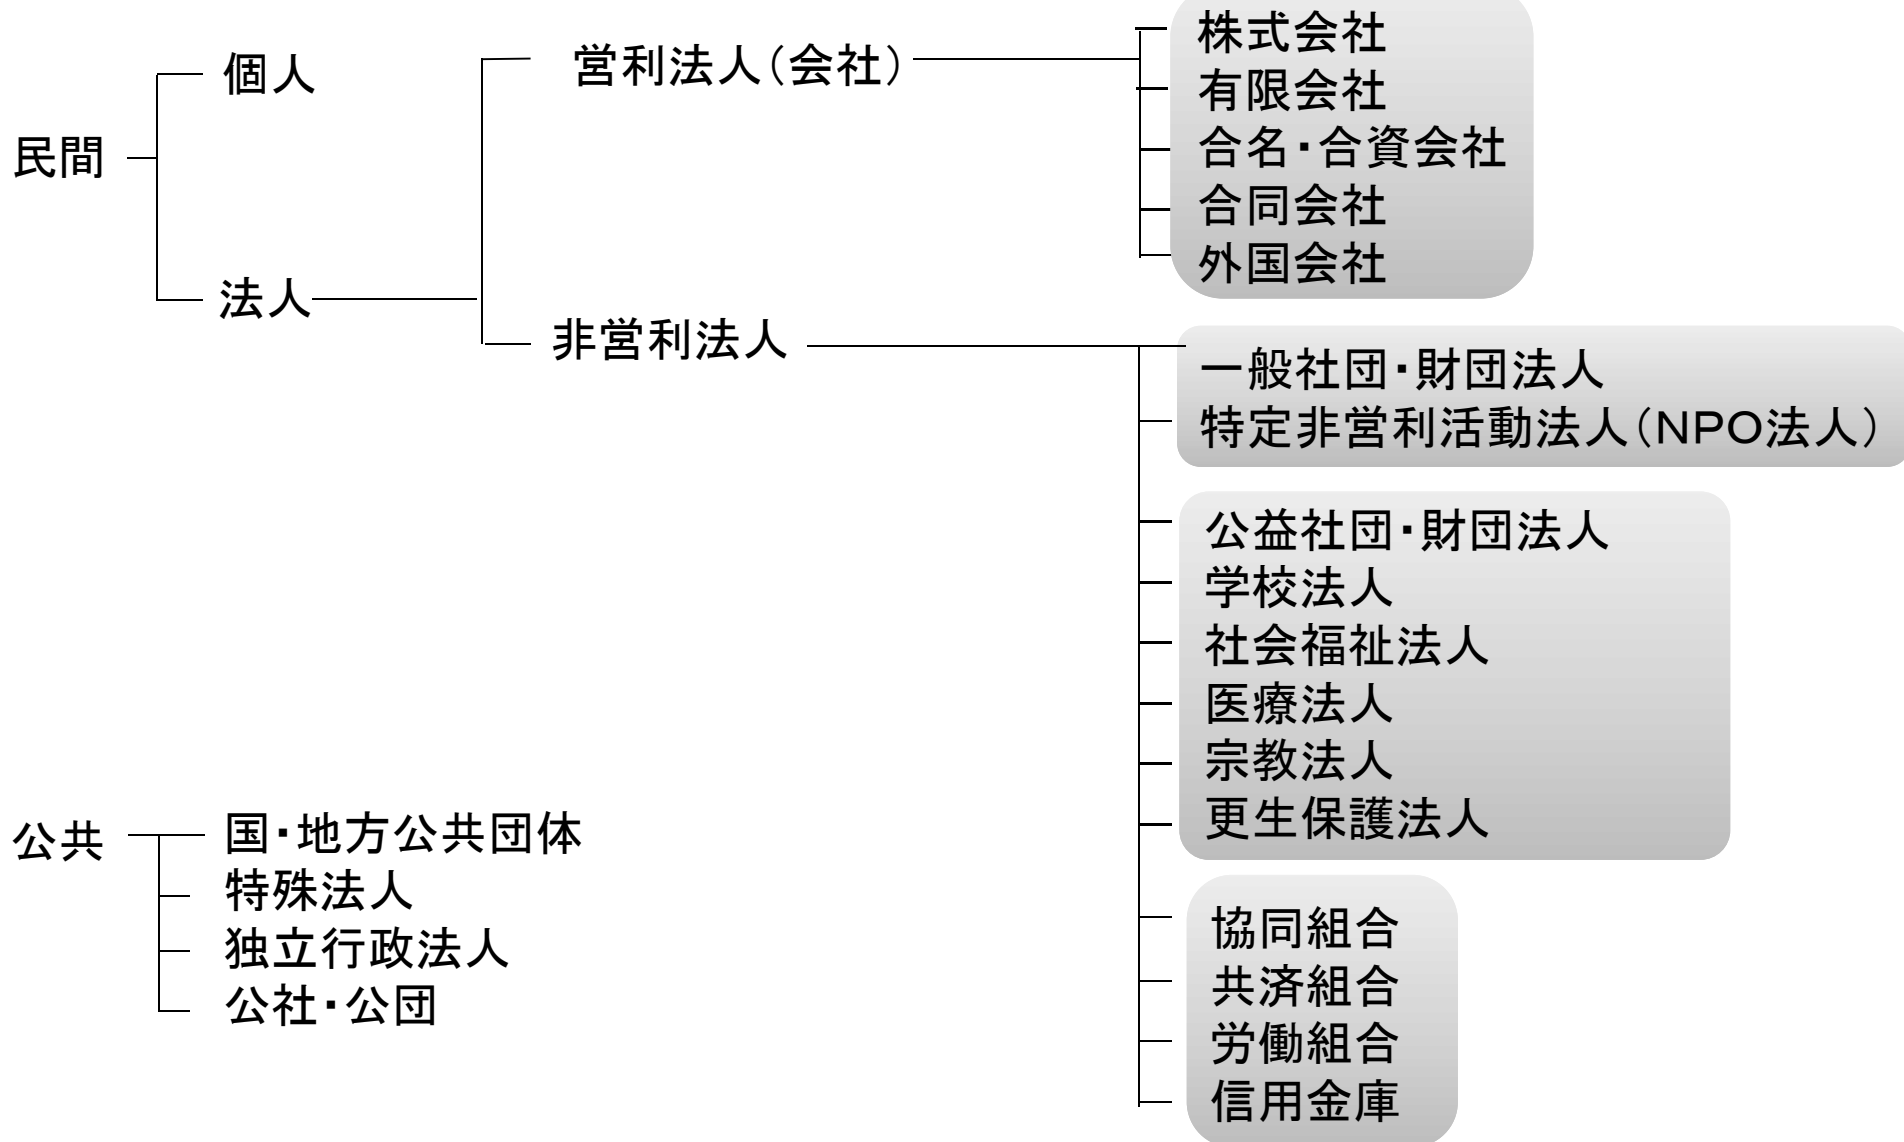 民間
個人
法人
営利法人（会社）
株式会社
有限会社
合名・合資会社
合同会社
外国会社
非営利法人
一般社団・財団法人
特定非営利活動法人（ＮＰＯ法人）
公益社団・財団法人
学校法人
社会福祉法人
医療法人
宗教法人
更生保護法人
協同組合
共済組合
労働組合
信用金庫
公共
国・地方公共団体
特殊法人
独立行政法人
公社・公団